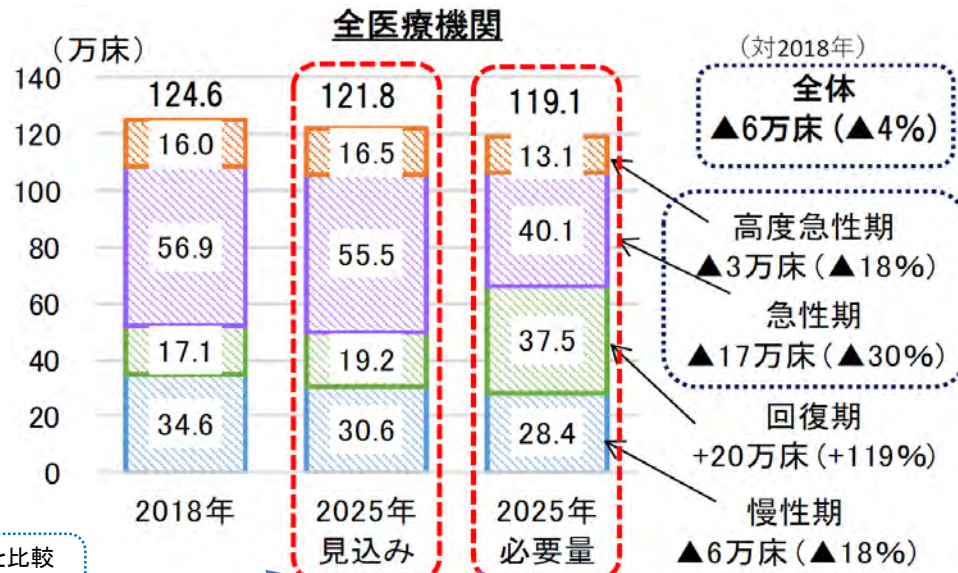 全医療機関
（万床）
140
120
100
80
60
40
20
0
124.6
16.0
56.9
17.1
34.6
2018年
121.8
16.5
55.5
19.2
30.6
2025年
見込み
119.1
13.1
40.1
37.5
28.4
2025年
必要量
（対2018年）
全体
▲6万床（▲4%）
高度急性期
▲3万床（▲18%）
急性期
▲17万床（▲30%）
回復期
+20万床（+119%）
慢性期
▲6万床（▲18%）
と比較